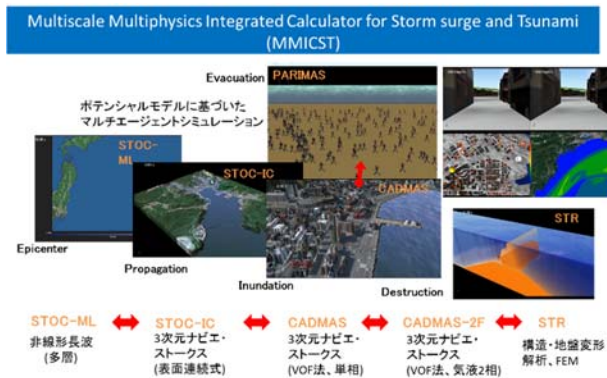 Multiscale Multiphysics Integrated Calculator for Storm surge and Tsunami
(MMICST)
Evacuation
PARIMAS
ポテンシャルモデルに基づいた
マルチエージェントシミュレーション
STOC-
ML
STOC-IC
CADMAS
STR
Epicenter
Propagation
Inundation
Destruction
STOC-ML
STOC-IC
CADMAS
CADMAS-2F
STR
非線形長波
(多層)
3次元ナビエ・
ストークス
(表面連続式)
3次元ナビエ・
ストークス
(VOF法、単相)
3次元ナビエ・
ストークス
(VOF法、気液2相)
構造・地盤変形
解析、FEM